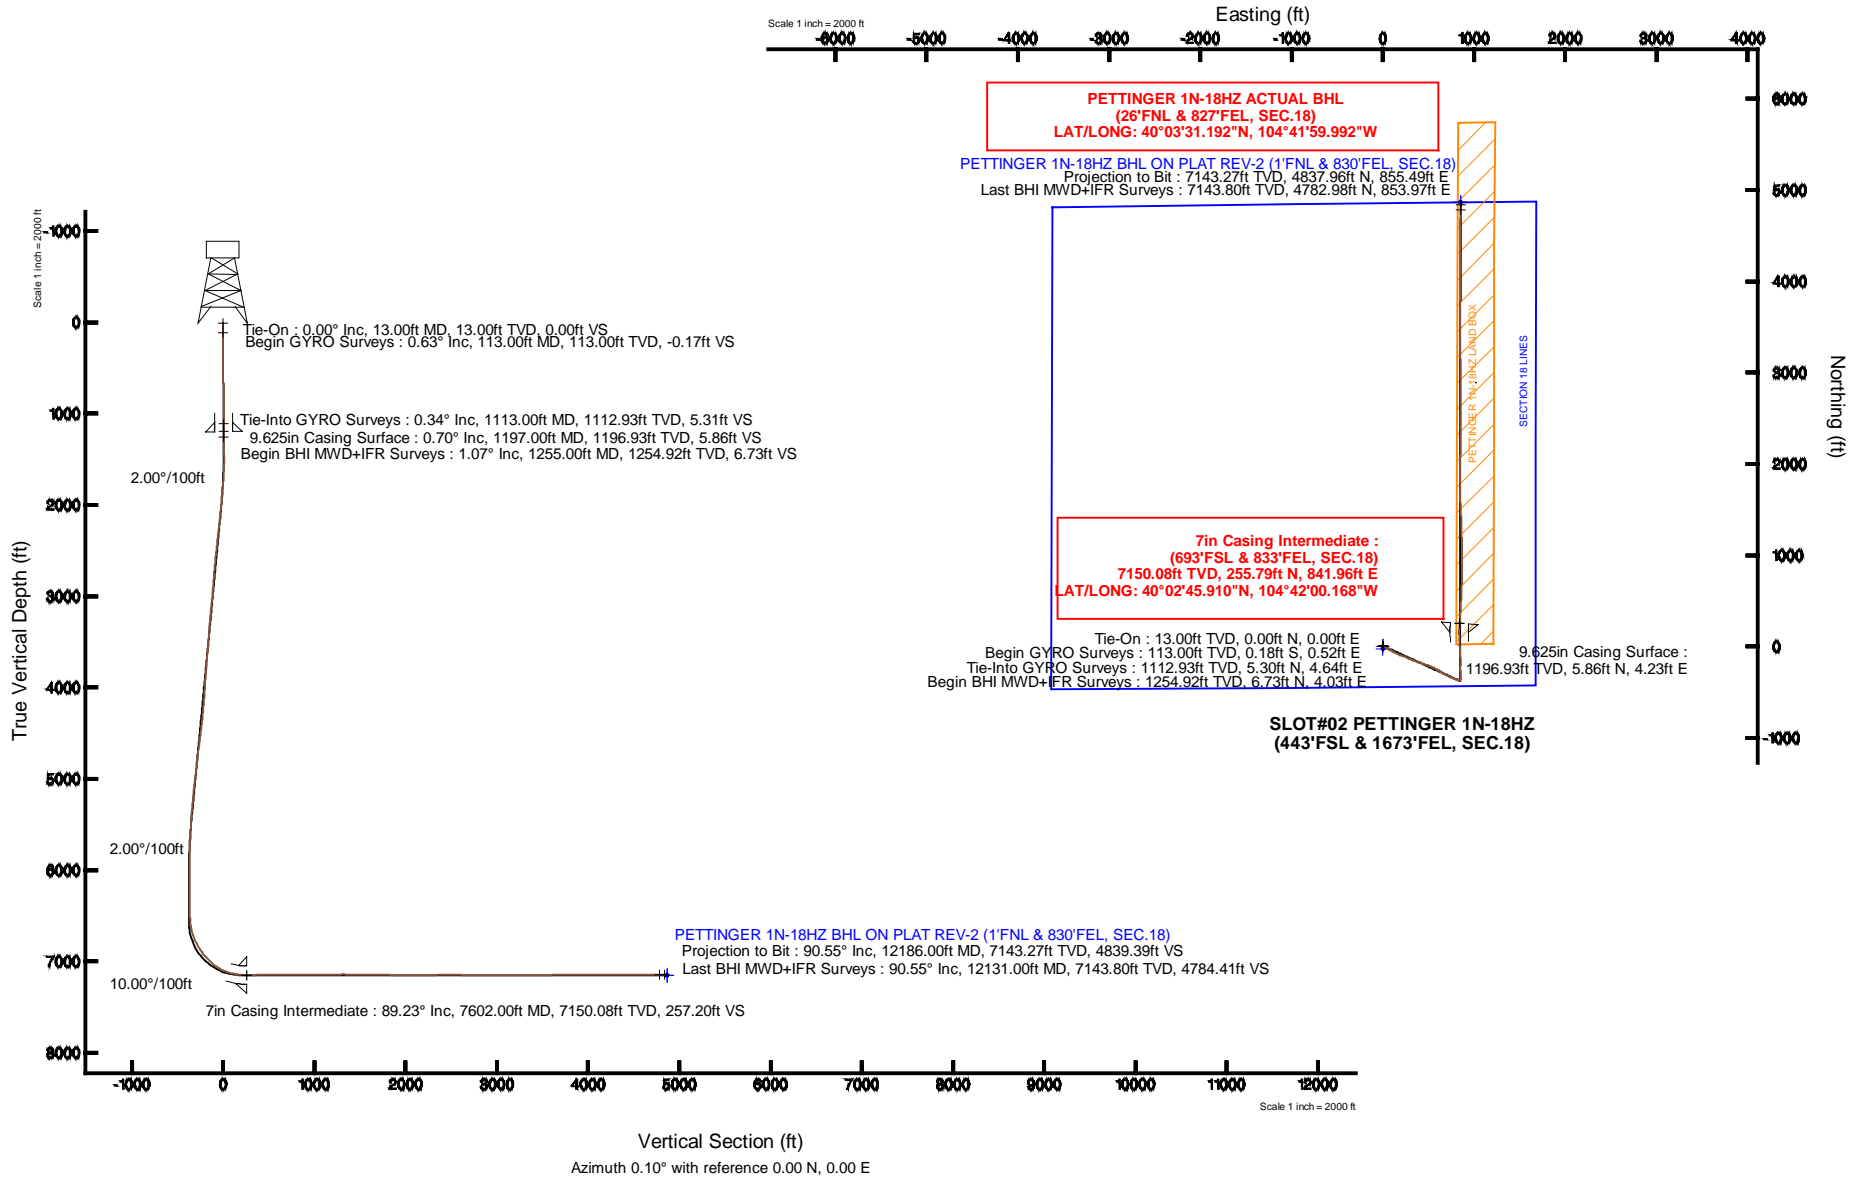 Scale 1 inch = 2000 ft
Easting (ft)
-6000 -5000 -4000 -3000 -2000 -1000 0 1000 2000 3000 4000
PETTINGER 1N-18HZ ACTUAL BHL
(26'FNL & 827'FEL, SEC.18)
LAT/LONG: 40°03'31.192"N, 104°41'59.992"W
PETTINGER 1N-18HZ BHL ON PLAT REV-2 (1'FNL & 830'FEL, SEC.18)
Projection to Bit : 7143.27ft TVD, 4837.96ft N, 855.49ft E
Last BHI MWD+IFR Surveys : 7143.80ft TVD, 4782.98ft N, 853.97ft E
6000
5000
4000
3000
2000
1000
0
-1000
Northing (ft)
PETTINGER 1N-18HZ LAND BOX
SECTION 18 LINES
7in Casing Intermediate :
(693'FSL & 833'FEL, SEC.18)
7150.08ft TVD, 255.79ft N, 841.96ft E
LAT/LONG: 40°02'45.910"N, 104°42'00.168"W
Tie-On : 13.00ft TVD, 0.00ft N, 0.00ft E
Begin GYRO Surveys : 113.00ft TVD, 0.18ft S, 0.52ft E
Tie-Into GYRO Surveys : 1112.93ft TVD, 5.30ft N, 4.64ft E
Begin BHI MWD+IFR Surveys : 1254.92ft TVD, 6.73ft N, 4.03ft E
9.625in Casing Surface :
1196.93ft TVD, 5.86ft N, 4.23ft E
SLOT#02 PETTINGER 1N-18HZ
(443'FSL & 1673'FEL, SEC.18)
Scale 1 inch = 2000 ft
True Vertical Depth (ft)
-1000
0
1000
2000
3000
4000
5000
6000
7000
8000
Tie-On : 0.00° Inc, 13.00ft MD, 13.00ft TVD, 0.00ft VS
Begin GYRO Surveys : 0.63° Inc, 113.00ft MD, 113.00ft TVD, -0.17ft VS
Tie-Into GYRO Surveys : 0.34° Inc, 1113.00ft MD, 1112.93ft TVD, 5.31ft VS
9.625in Casing Surface : 0.70° Inc, 1197.00ft MD, 1196.93ft TVD, 5.86ft VS
Begin BHI MWD+IFR Surveys : 1.07° Inc, 1255.00ft MD, 1254.92ft TVD, 6.73ft VS
2.00°/100ft
2.00°/100ft
10.00°/100ft
PETTINGER 1N-18HZ BHL ON PLAT REV-2 (1'FNL & 830'FEL, SEC.18)
Projection to Bit : 90.55° Inc, 12186.00ft MD, 7143.27ft TVD, 4839.39ft VS
Last BHI MWD+IFR Surveys : 90.55° Inc, 12131.00ft MD, 7143.80ft TVD, 4784.41ft VS
7in Casing Intermediate : 89.23° Inc, 7602.00ft MD, 7150.08ft TVD, 257.20ft VS
-1000 0 1000 2000 3000 4000 5000 6000 7000 8000 9000 10000 11000 12000
Scale 1 inch = 2000 ft
Vertical Section (ft)
Azimuth 0.10° with reference 0.00 N, 0.00 E